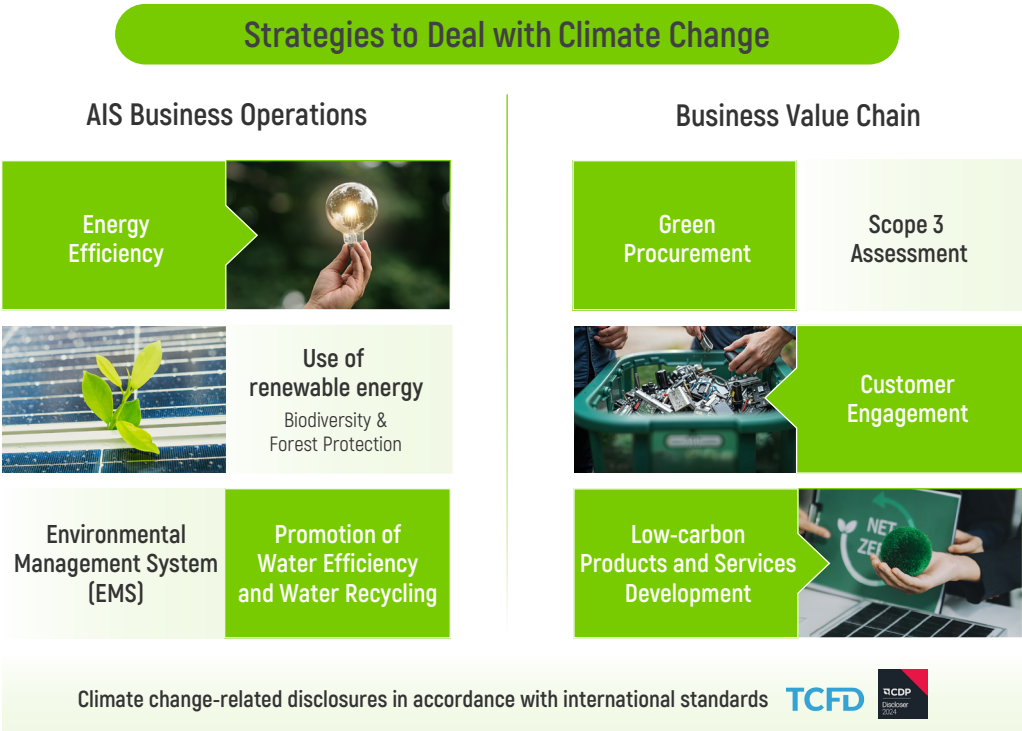 Strategies to Deal with Climate Change
AIS Business Operations
Energy
Efficiency
Use of
renewable energy
Biodiversity &
Forest Protection
Environmental
Management System
(EMS)
Promotion of
Water Efficiency
and Water Recycling
Business Value Chain
Green
Procurement
Scope 3
Assessment
Customer
Engagement
Low-carbon
Products and Services
Development
NET
Climate change-related disclosures in accordance with international standards
TCFD
CDP
Discloser
2024